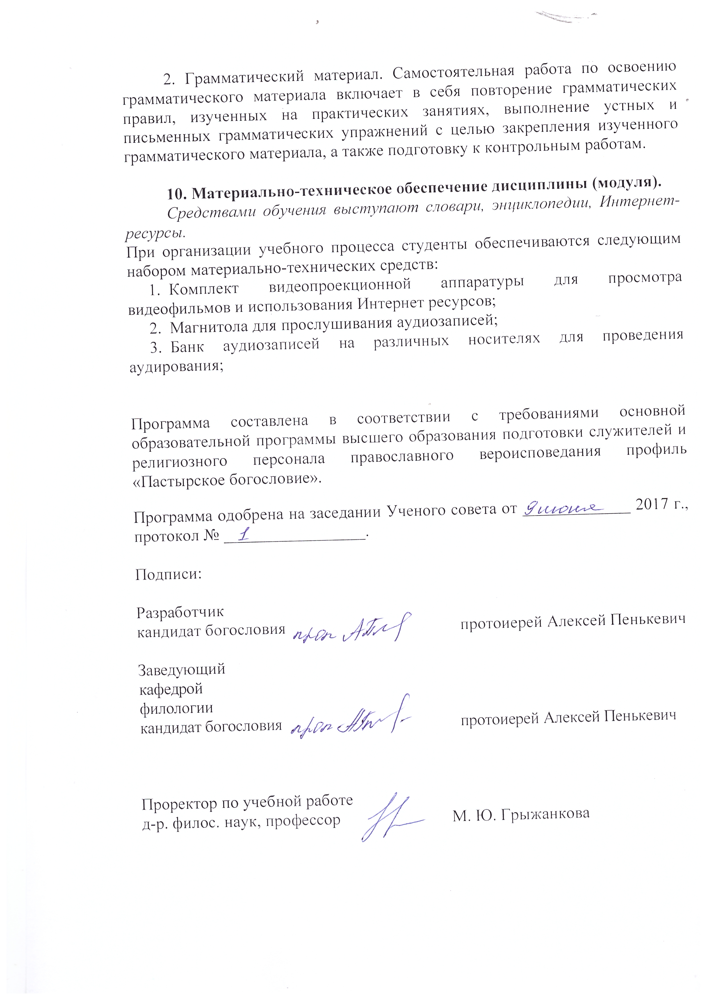 2. Грамматический материал. Самостоятельная работа по освоению
грамматического материала включает в себя повторение грамматических
правил, изученных на практических занятиях, выполнение устных и
письменных грамматических упражнений с целью закрепления изученного
грамматического материала, а также подготовку к контрольным работам.
10. Материально-техническое обеспечение дисциплины (модуля).
Средствами обучения выступают словари, энциклопедии, Интернет-
ресурсы.
При организации учебного процесса студенты обеспечиваются следующим
набором материально-технических средств:
1. Комплект видеопроекционной аппаратуры для просмотра
видеофильмов и использования Интернет ресурсов;
2. Магнитола для прослушивания аудиозаписей;
3. Банк аудиозаписей на различных носителях для проведения
аудирования;
Программа составлена в соответствии с требованиями основной
образовательной программы высшего образования подготовки служителей и
религиозного персонала православного вероисповедания профиль
«Пастырское богословие».
Программа одобрена на заседании Ученого совета от 9 июня 2017 г.,
протокол № 1.
Подписи:
Разработчик
кандидат богословия прот протоиерей Алексей Пенькевич
Заведующий
кафедрой
филологии
кандидат богословия прот протоиерей Алексей Пенькевич
Проректор по учебной работе
д-р. филос. наук, профессор М. Ю. Грыжанкова